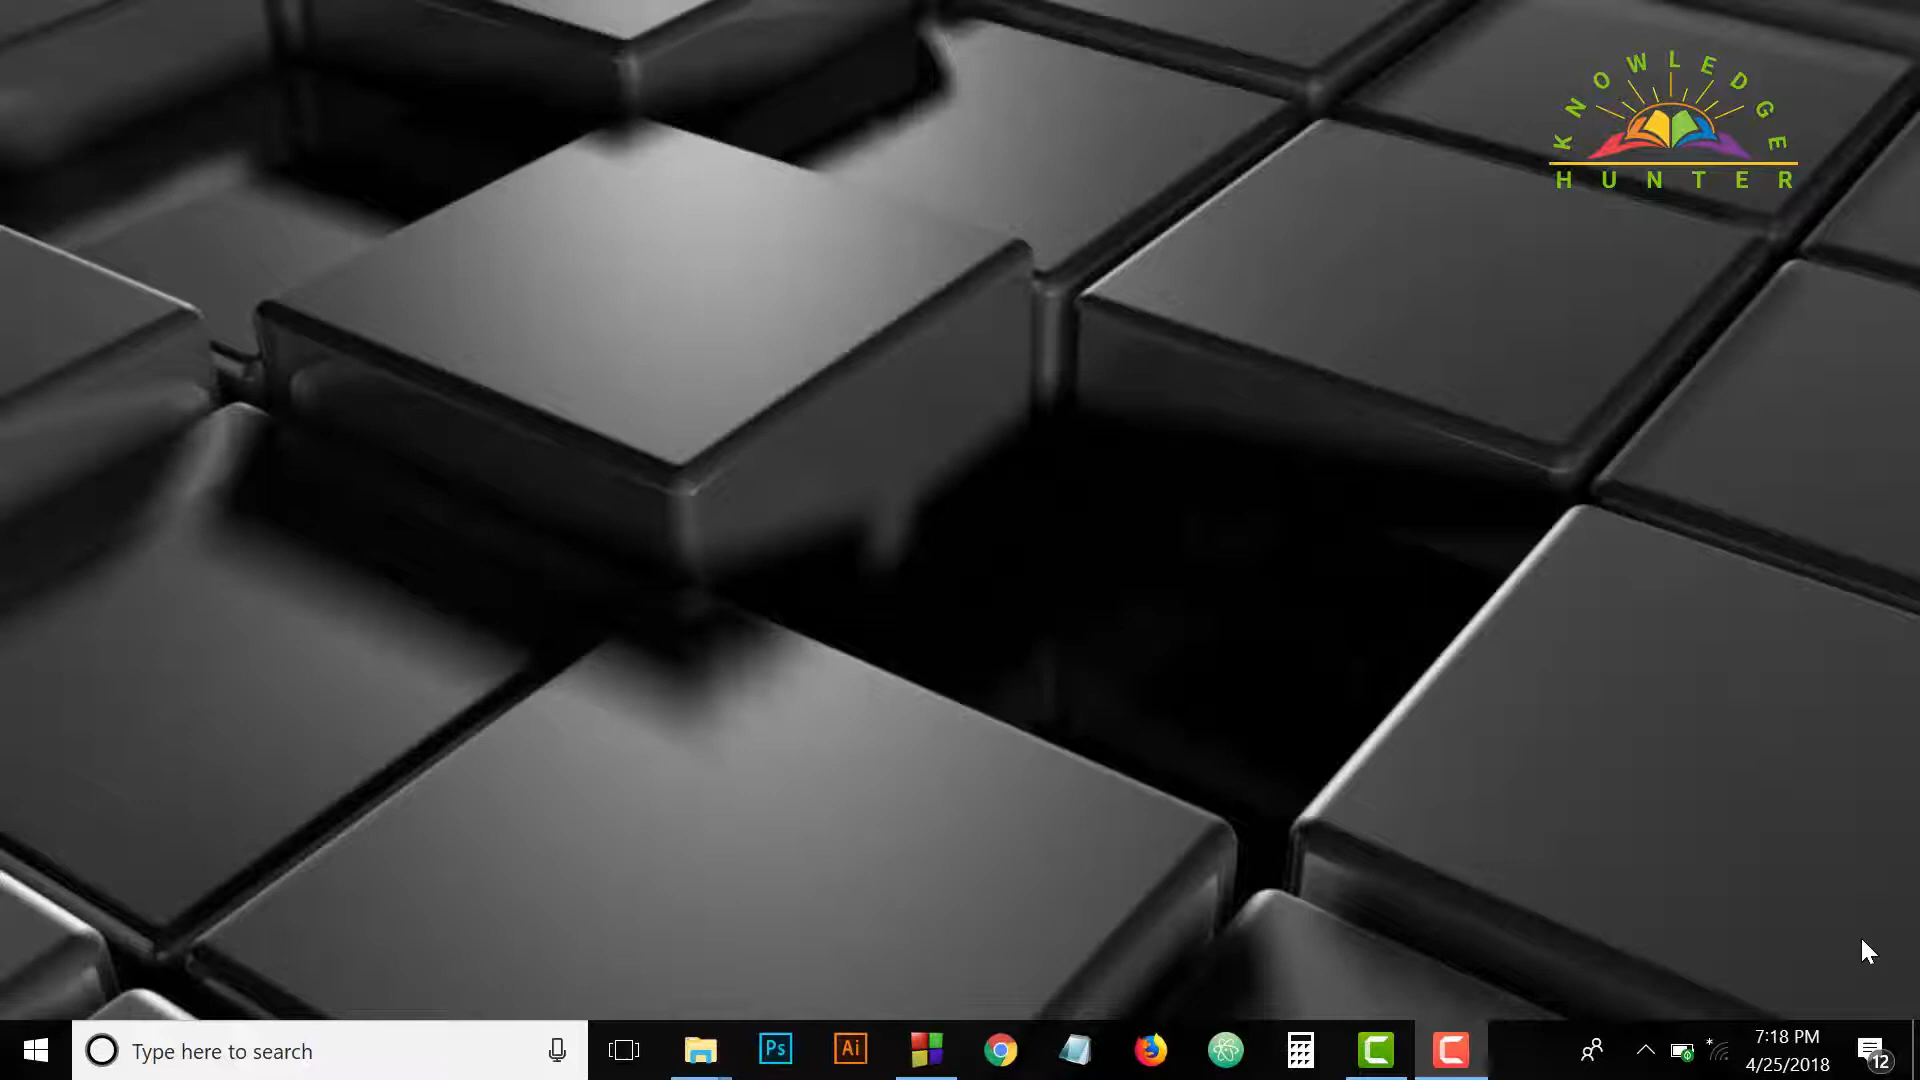 KNOWLEDGE
HUNTER
Type here to search
Ps
Ai
7:18 PM
4/25/2018
12